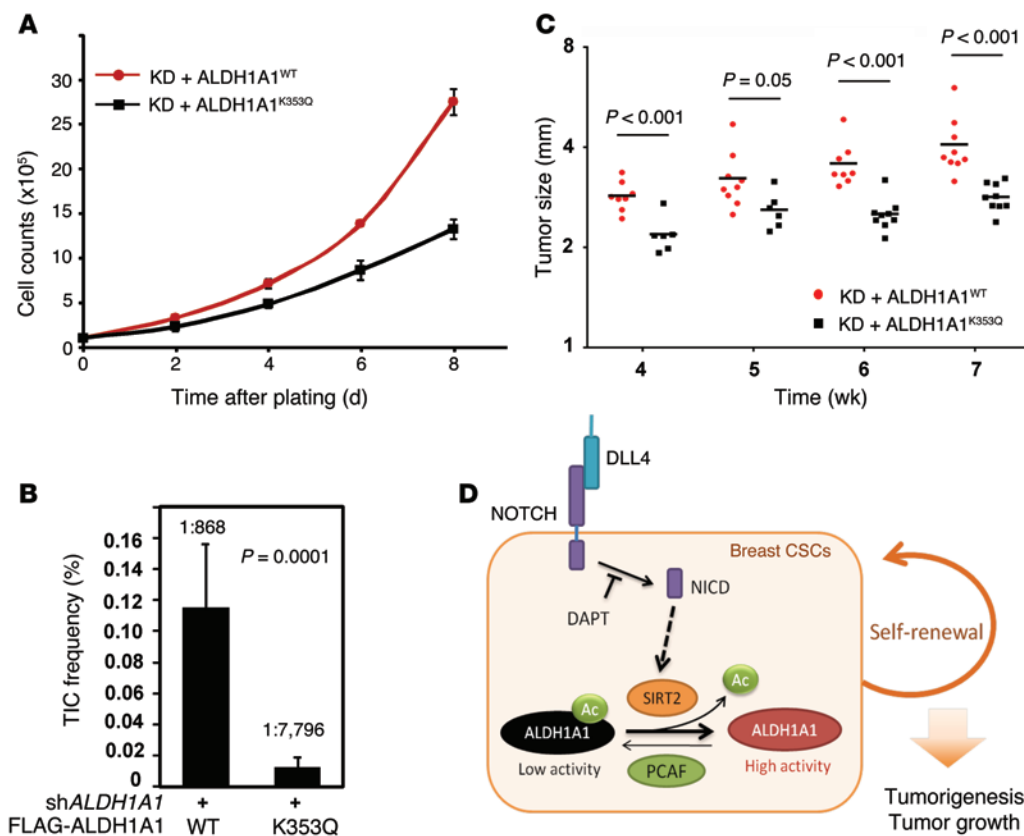 A
KD + ALDH1A1WT
KD + ALDH1A1K353Q
Cell counts (x10⁵)
30
25
20
15
10
5
0
0 2 4 6 8
Time after plating (d)
C
8
4
2
1
Tumor size (mm)
P < 0.001
P = 0.05
P < 0.001
P < 0.001
KD + ALDH1A1WT
KD + ALDH1A1K353Q
4 5 6 7
Time (wk)
B
TIC frequency (%)
0.16
0.14
0.12
0.10
0.08
0.06
0.04
0.02
0
1:868
P = 0.0001
1:7,796
shALDH1A1 + +
FLAG-ALDH1A1 WT K353Q
D
DLL4
NOTCH
Breast CSCs
NICD
DAPT
Self-renewal
Ac
SIRT2
Ac
ALDH1A1
ALDH1A1
Low activity
PCAF
High activity
Tumorigenesis
Tumor growth